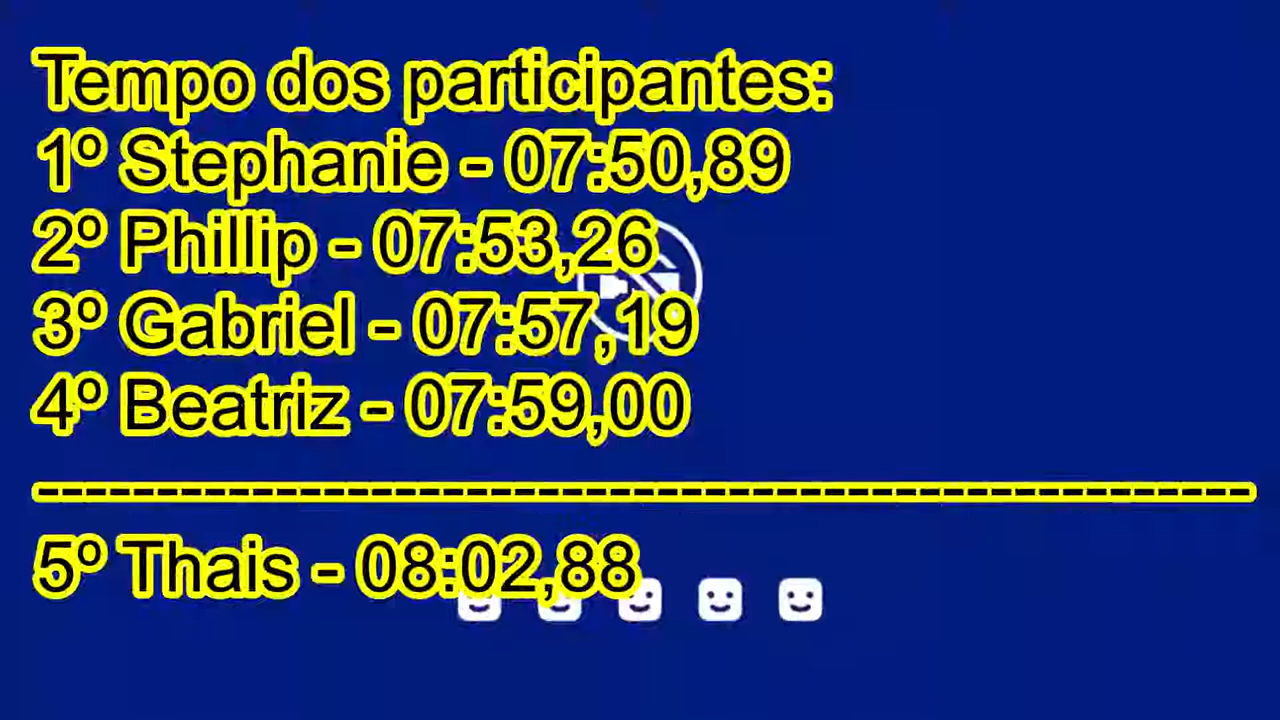 Tempo dos participantes:
1º Stephanie - 07:50,89
2º Phillip - 07:53,26
3º Gabriel - 07:57,19
4º Beatriz - 07:59,00
---------------------------------------------------
5º Thais - 08:02,88